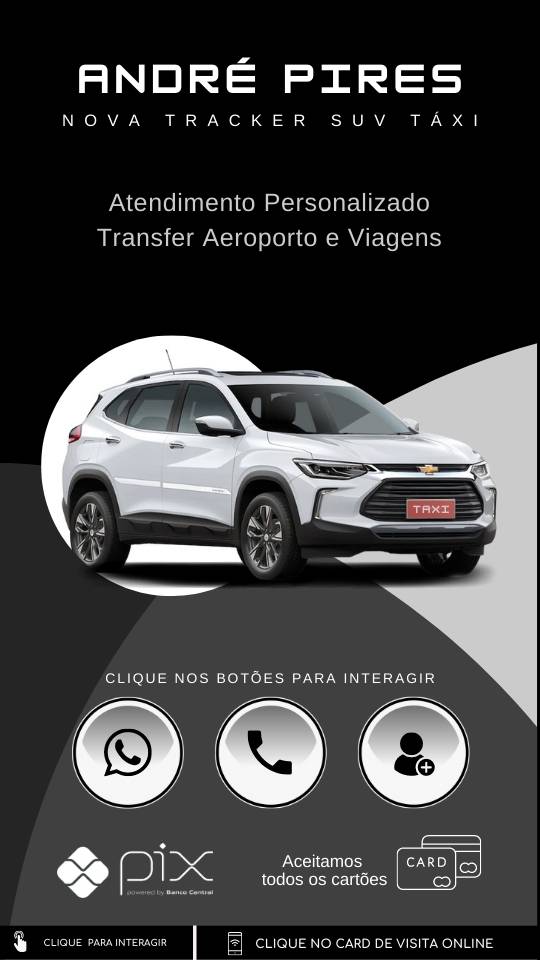 ANDRÉ PIRES
NOVA TRACKER SUV TÁXI
Atendimento Personalizado
Transfer Aeroporto e Viagens
TAXI
CLIQUE NOS BOTÕES PARA INTERAGIR
pix
powered by Banco Central
Aceitamos
todos os cartões
CARD
CLIQUE PARA INTERAGIR
CLIQUE NO CARD DE VISITA ONLINE